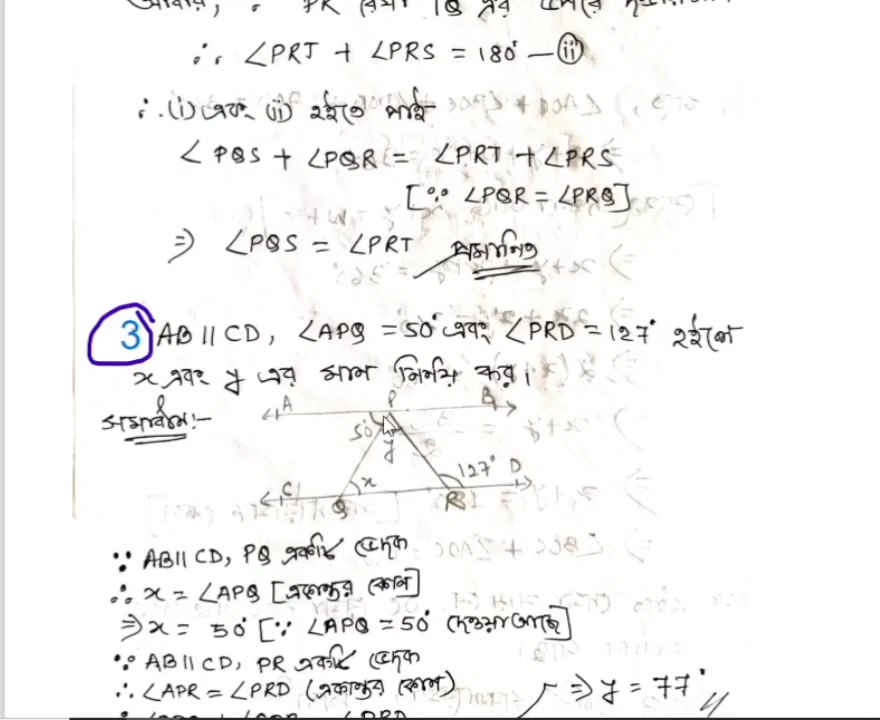 ∴ ∠PRT + ∠PRS = 180° — (ii)
∴ (i) এবং (ii) হইতে পাই
∠PQS + ∠PQR = ∠PRT + ∠PRS
[∵ ∠PQR = ∠PRQ]
⇒ ∠PQS = ∠PRT প্রমাণিত
3 AB || CD, ∠APQ = 50° এবং ∠PRD = 127° হইলে
x এবং y এর মান নির্ণয় কর।
সমাধান:-
A P B
50° y
x 127° D
C Q R
∵ AB || CD, PQ একটি ছেদক
∴ x = ∠APQ [একান্তর কোণ]
⇒ x = 50° [∵ ∠APQ = 50° দেওয়া আছে]
∵ AB || CD, PR একটি ছেদক
∴ ∠APR = ∠PRD (একান্তর কোণ)
⇒ y = 77°